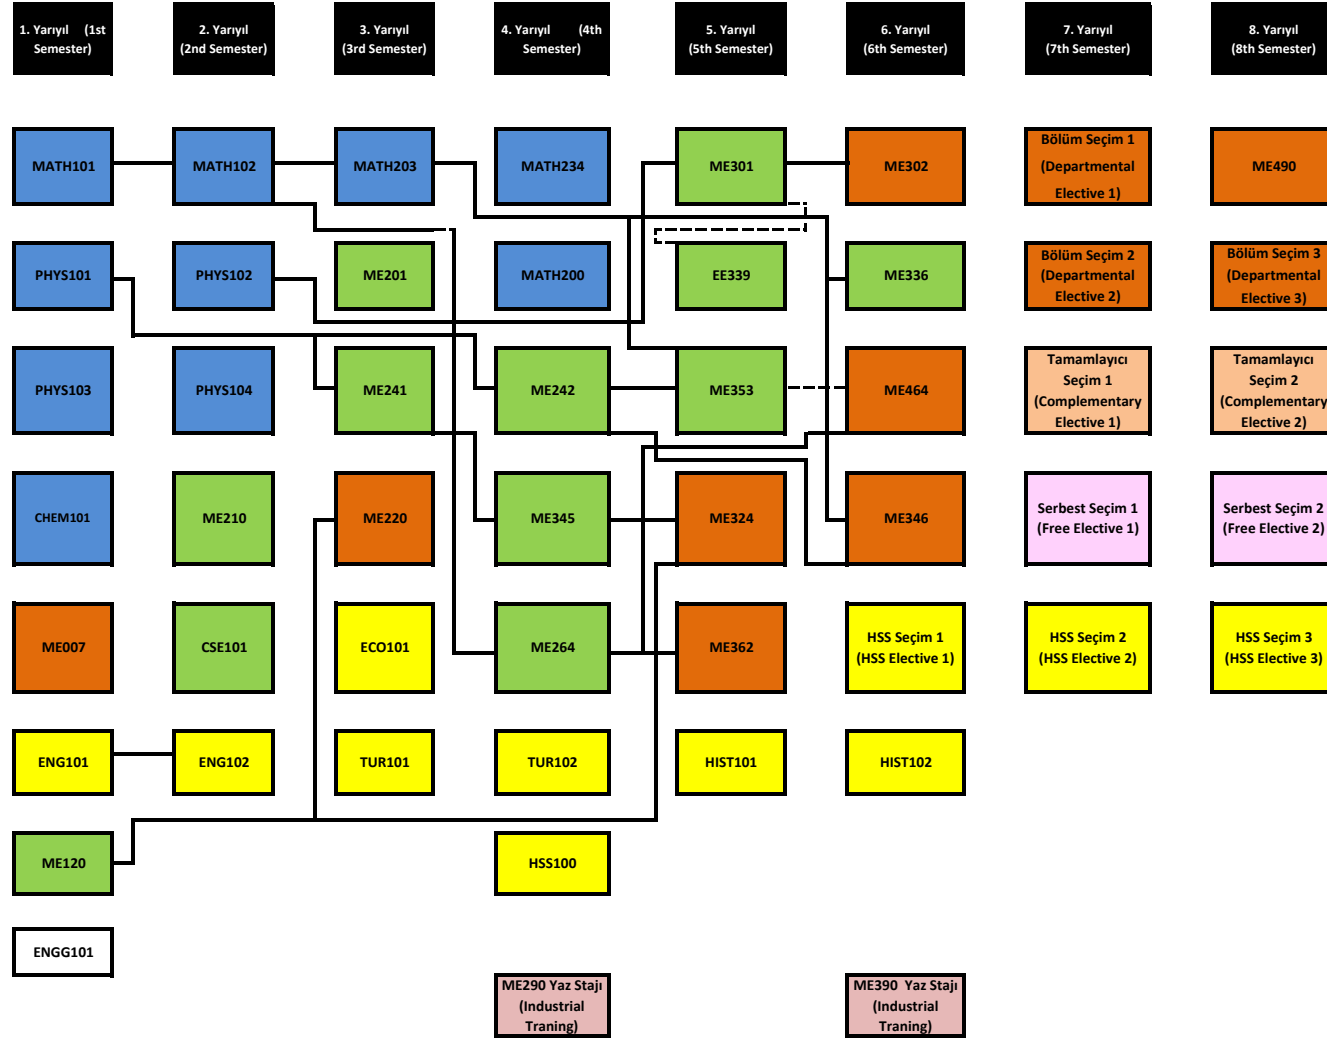 1. Yarıyıl (1st
Semester)
2. Yarıyıl
(2nd Semester)
3. Yarıyıl
(3rd Semester)
4. Yarıyıl (4th
Semester)
5. Yarıyıl
(5th Semester)
6. Yarıyıl
(6th Semester)
7. Yarıyıl
(7th Semester)
8. Yarıyıl
(8th Semester)
MATH101
MATH102
MATH203
MATH234
ME301
ME302
Bölüm Seçim 1
(Departmental
Elective 1)
ME490
PHYS101
PHYS102
ME201
MATH200
EE339
ME336
Bölüm Seçim 2
(Departmental
Elective 2)
Bölüm Seçim 3
(Departmental
Elective 3)
PHYS103
PHYS104
ME241
ME242
ME353
ME464
Tamamlayıcı
Seçim 1
(Complementary
Elective 1)
Tamamlayıcı
Seçim 2
(Complementary
Elective 2)
CHEM101
ME210
ME220
ME345
ME324
ME346
Serbest Seçim 1
(Free Elective 1)
Serbest Seçim 2
(Free Elective 2)
ME007
CSE101
ECO101
ME264
ME362
HSS Seçim 1
(HSS Elective 1)
HSS Seçim 2
(HSS Elective 2)
HSS Seçim 3
(HSS Elective 3)
ENG101
ENG102
TUR101
TUR102
HIST101
HIST102
ME120
HSS100
ENGG101
ME290 Yaz Stajı
(Industrial
Traning)
ME390 Yaz Stajı
(Industrial
Traning)